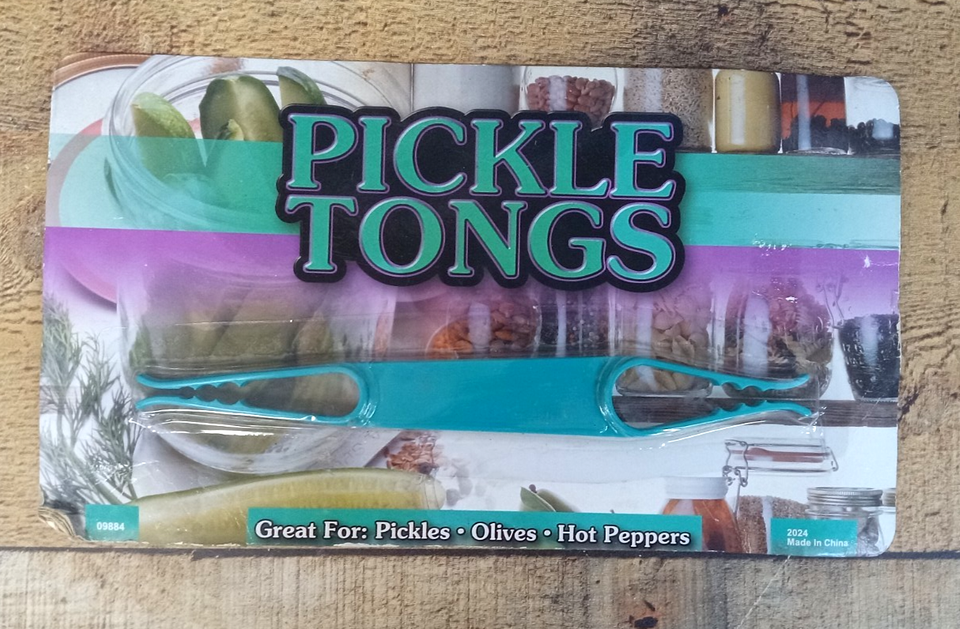 PICKLE
TONGS
09884
Great For: Pickles • Olives • Hot Peppers
2024
Made In China